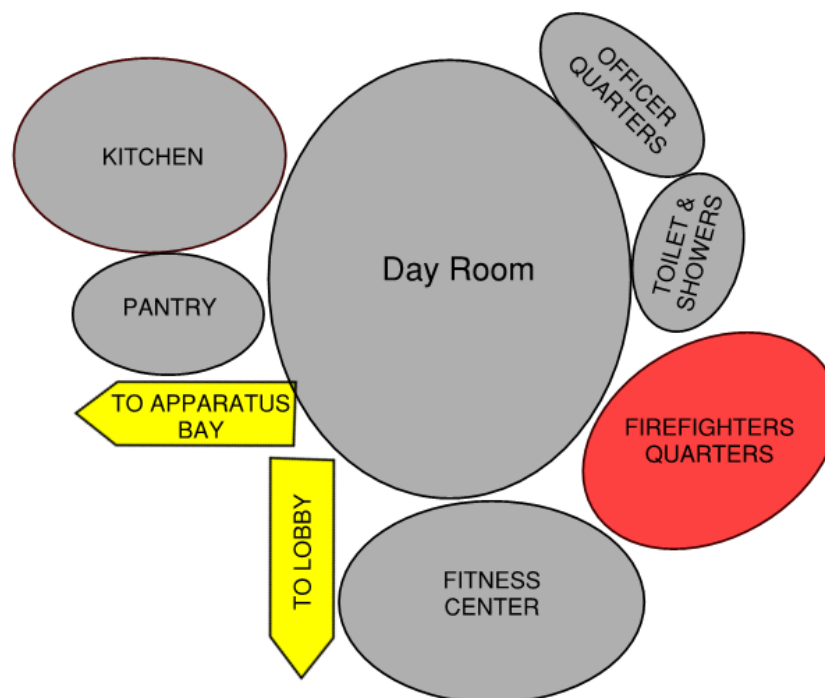 OFFICER
QUARTERS
KITCHEN
TOILET &
SHOWERS
Day Room
PANTRY
TO APPARATUS
BAY
FIREFIGHTERS
QUARTERS
TO LOBBY
FITNESS
CENTER